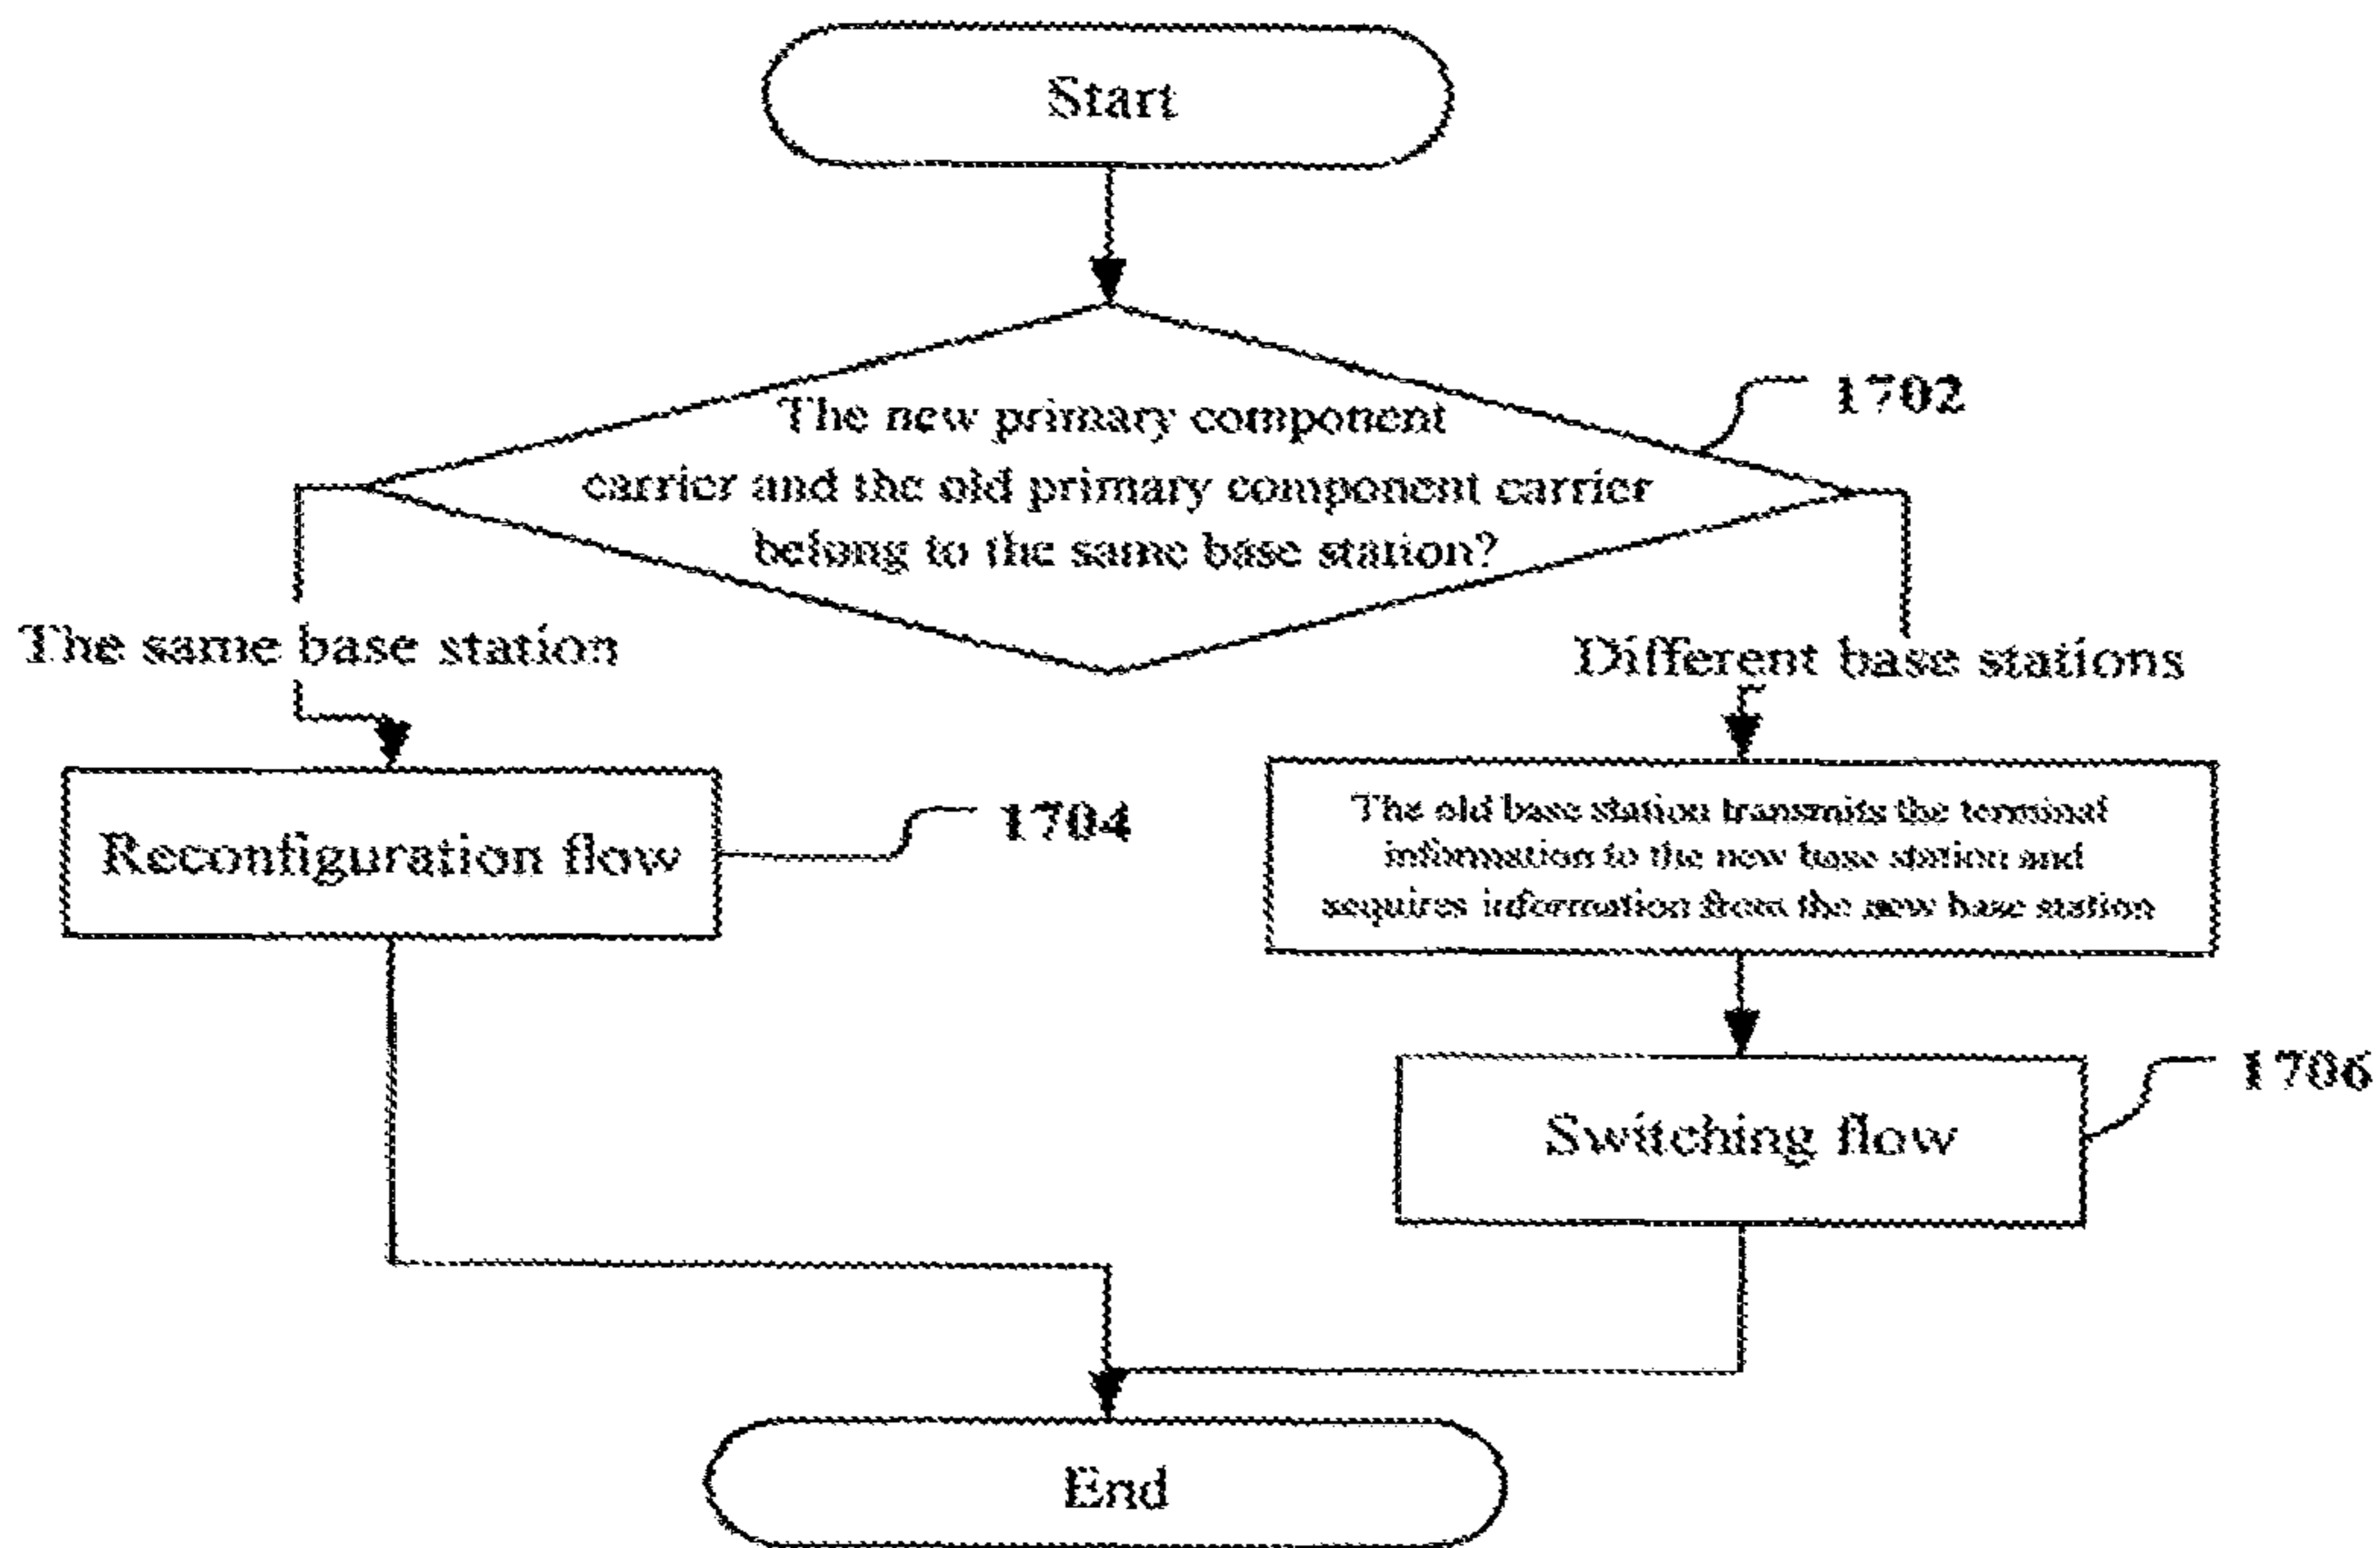 Start
The new primary component
carrier and the old primary component carrier
belong to the same base station?
1702
The same base station
Different base stations
Reconfiguration flow
1704
The old base station transmits the terminal
information to the new base station and
acquires information from the new base station
Switching flow
1706
End